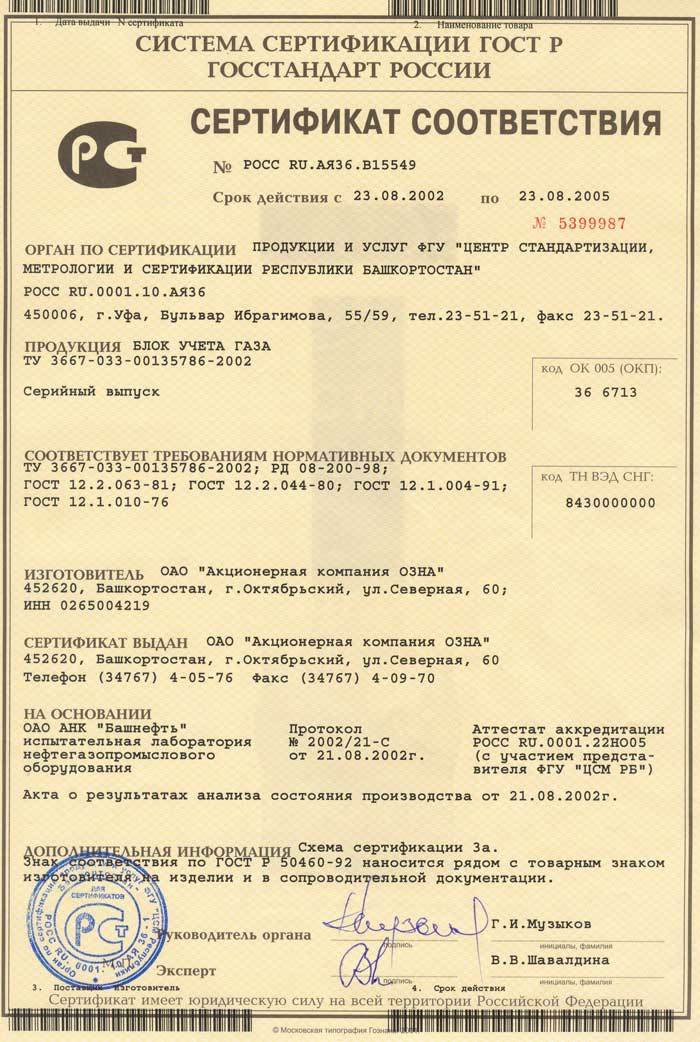 1. Дата выдачи N сертификата 2. Наименование товара
СИСТЕМА СЕРТИФИКАЦИИ ГОСТ Р
ГОССТАНДАРТ РОССИИ
СЕРТИФИКАТ СООТВЕТСТВИЯ
№ РОСС RU.АЯ36.В15549
Срок действия с 23.08.2002 по 23.08.2005
№ 5399987
ОРГАН ПО СЕРТИФИКАЦИИ ПРОДУКЦИИ И УСЛУГ ФГУ "ЦЕНТР СТАНДАРТИЗАЦИИ,
МЕТРОЛОГИИ И СЕРТИФИКАЦИИ РЕСПУБЛИКИ БАШКОРТОСТАН"
РОСС RU.0001.10.АЯ36
450006, г.Уфа, Бульвар Ибрагимова, 55/59, тел.23-51-21, факс 23-51-21.
ПРОДУКЦИЯ БЛОК УЧЕТА ГАЗА
ТУ 3667-033-00135786-2002
Серийный выпуск
код ОК 005 (ОКП):
36 6713
СООТВЕТСТВУЕТ ТРЕБОВАНИЯМ НОРМАТИВНЫХ ДОКУМЕНТОВ
ТУ 3667-033-00135786-2002; РД 08-200-98;
ГОСТ 12.2.063-81; ГОСТ 12.2.044-80; ГОСТ 12.1.004-91;
ГОСТ 12.1.010-76
код ТН ВЭД СНГ:
8430000000
ИЗГОТОВИТЕЛЬ ОАО "Акционерная компания ОЗНА"
452620, Башкортостан, г.Октябрьский, ул.Северная, 60;
ИНН 0265004219
СЕРТИФИКАТ ВЫДАН ОАО "Акционерная компания ОЗНА"
452620, Башкортостан, г.Октябрьский, ул.Северная, 60
Телефон (34767) 4-05-76 Факс (34767) 4-09-70
НА ОСНОВАНИИ
ОАО АНК "Башнефть" Протокол Аттестат аккредитации
испытательная лаборатория № 2002/21-С РОСС RU.0001.22НО05
нефтегазопромыслового от 21.08.2002г. (с участием предста-
оборудования вителя ФГУ "ЦСМ РБ")
Акта о результатах анализа состояния производства от 21.08.2002г.
ДОПОЛНИТЕЛЬНАЯ ИНФОРМАЦИЯ Схема сертификации 3а.
Знак соответствия по ГОСТ Р 50460-92 наносится рядом с товарным знаком
изготовителя на изделии и в сопроводительной документации.
ДЛЯ
СЕРТИФИКАТОВ
Руководитель органа Г.И.Музыков
подпись инициалы, фамилия
Эксперт В.В.Шавалдина
подпись инициалы, фамилия
3. Поставщик Изготовитель 4. Срок действия
Сертификат имеет юридическую силу на всей территории Российской Федерации
© Московская типография Гознака